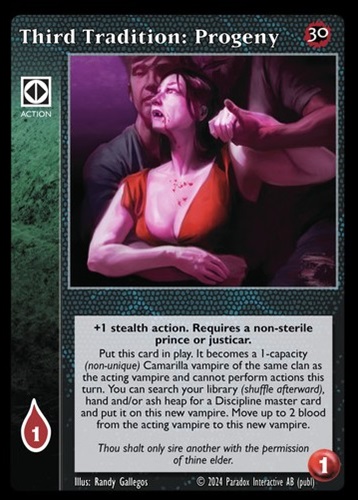 Third Tradition: Progeny
30
ACTION
+1 stealth action. Requires a non-sterile
prince or justicar.
Put this card in play. It becomes a 1-capacity
(non-unique) Camarilla vampire of the same clan as
the acting vampire and cannot perform actions this
turn. You can search your library (shuffle afterward),
hand and/or ash heap for a Discipline master card
and put it on this new vampire. Move up to 2 blood
from the acting vampire to this new vampire.
Thou shalt only sire another with the permission
of thine elder.
1
1
Illus: Randy Gallegos
© 2024 Paradox Interactive AB (publ)